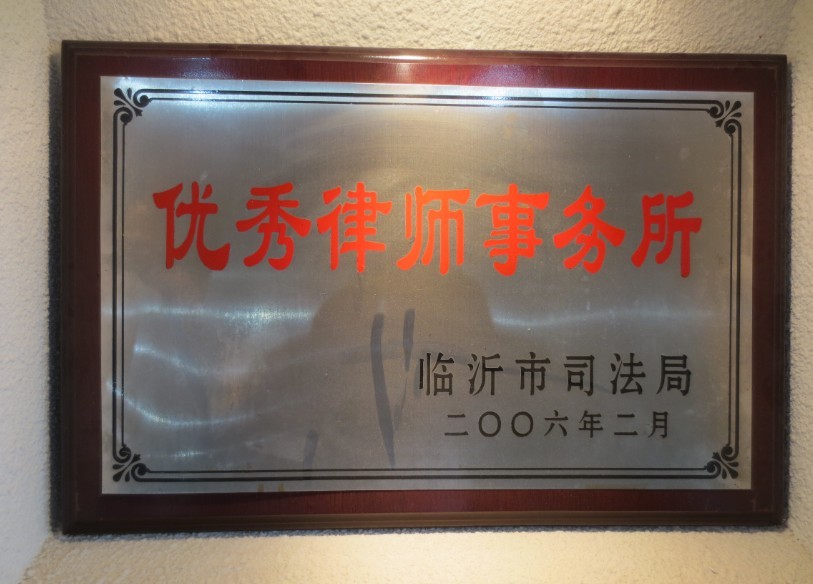 优秀律师事务所
临沂市司法局
二〇〇六年二月